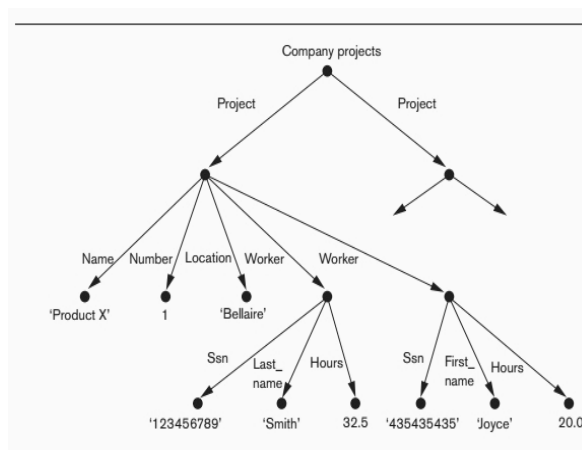 Company projects
Project Project
Name Number Location Worker Worker
'Product X' 1 'Bellaire'
Ssn Last_
name Hours Ssn First_
name Hours
'123456789' 'Smith' 32.5 '435435435' 'Joyce' 20.0